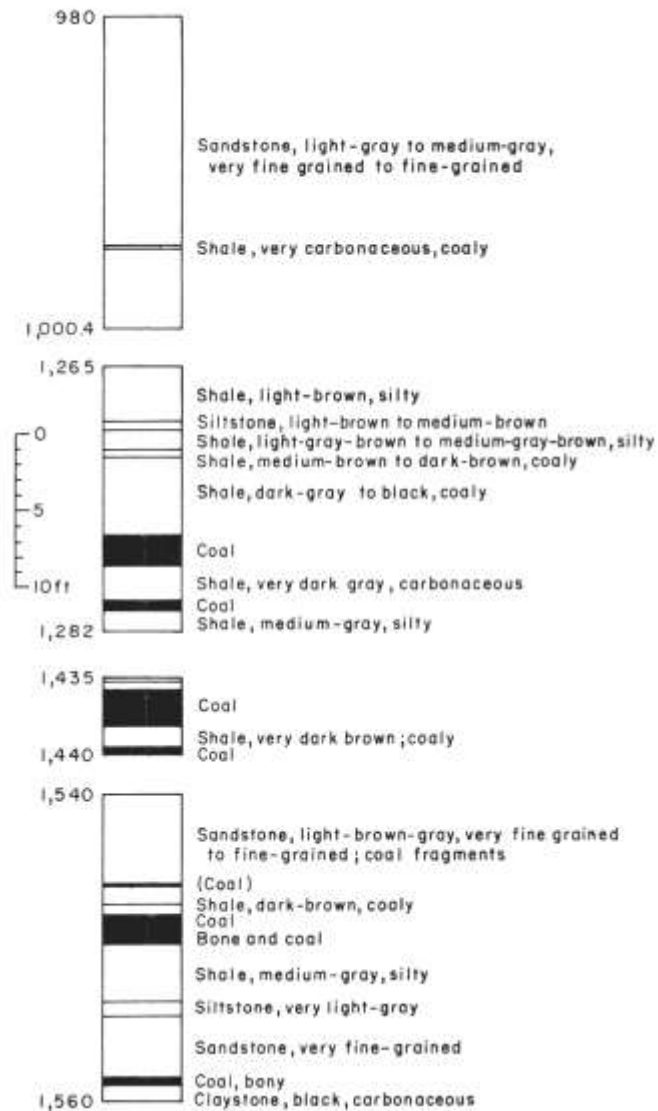 980
Sandstone, light-gray to medium-gray,
very fine grained to fine-grained
Shale, very carbonaceous, coaly
1,000.4
1,265
Shale, light-brown, silty
Siltstone, light-brown to medium-brown
0
Shale, light-gray-brown to medium-gray-brown, silty
Shale, medium-brown to dark-brown, coaly
Shale, dark-gray to black, coaly
5
Coal
Shale, very dark gray, carbonaceous
10 ft
Coal
Shale, medium-gray, silty
1,282
1,435
Coal
Shale, very dark brown; coaly
1,440
Coal
1,540
Sandstone, light-brown-gray, very fine grained
to fine-grained; coal fragments
(Coal)
Shale, dark-brown, coaly
Coal
Bone and coal
Shale, medium-gray, silty
Siltstone, very light-gray
Sandstone, very fine-grained
Coal, bony
1,560
Claystone, black, carbonaceous